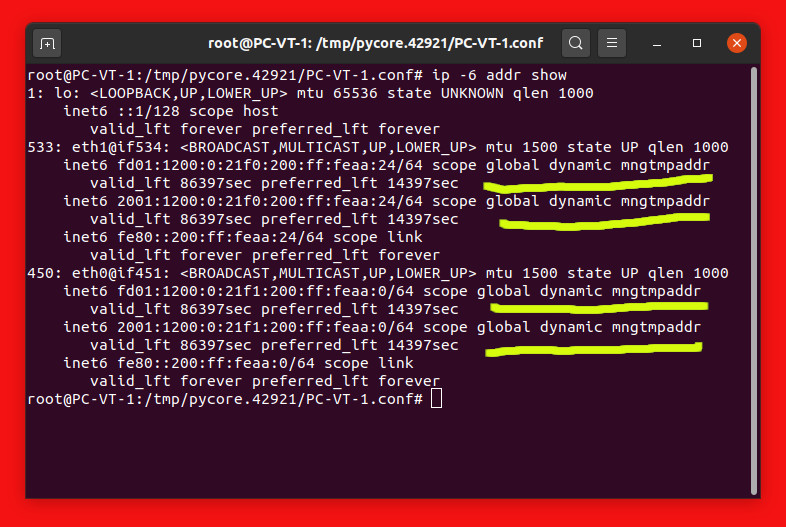 root@PC-VT-1: /tmp/pycore.42921/PC-VT-1.conf
root@PC-VT-1:/tmp/pycore.42921/PC-VT-1.conf# ip -6 addr show
1: lo: <LOOPBACK,UP,LOWER_UP> mtu 65536 state UNKNOWN qlen 1000
inet6 ::1/128 scope host
valid_lft forever preferred_lft forever
533: eth1@if534: <BROADCAST,MULTICAST,UP,LOWER_UP> mtu 1500 state UP qlen 1000
inet6 fd01:1200:0:21f0:200:ff:feaa:24/64 scope global dynamic mngtmpaddr
valid_lft 86397sec preferred_lft 14397sec
inet6 2001:1200:0:21f0:200:ff:feaa:24/64 scope global dynamic mngtmpaddr
valid_lft 86397sec preferred_lft 14397sec
inet6 fe80::200:ff:feaa:24/64 scope link
valid_lft forever preferred_lft forever
450: eth0@if451: <BROADCAST,MULTICAST,UP,LOWER_UP> mtu 1500 state UP qlen 1000
inet6 fd01:1200:0:21f1:200:ff:feaa:0/64 scope global dynamic mngtmpaddr
valid_lft 86397sec preferred_lft 14397sec
inet6 2001:1200:0:21f1:200:ff:feaa:0/64 scope global dynamic mngtmpaddr
valid_lft 86397sec preferred_lft 14397sec
inet6 fe80::200:ff:feaa:0/64 scope link
valid_lft forever preferred_lft forever
root@PC-VT-1:/tmp/pycore.42921/PC-VT-1.conf#